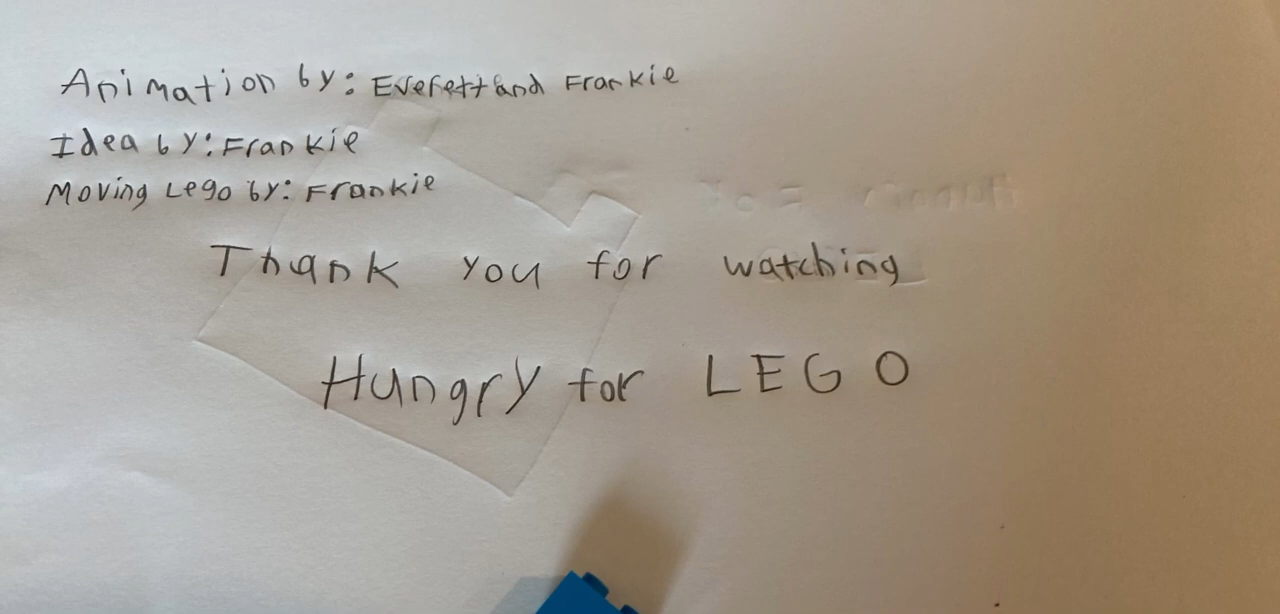 Animation by: Everett and Frankie
Idea by: Frankie
Moving Lego by: Frankie
Thank you for watching
Hungry for LEGO